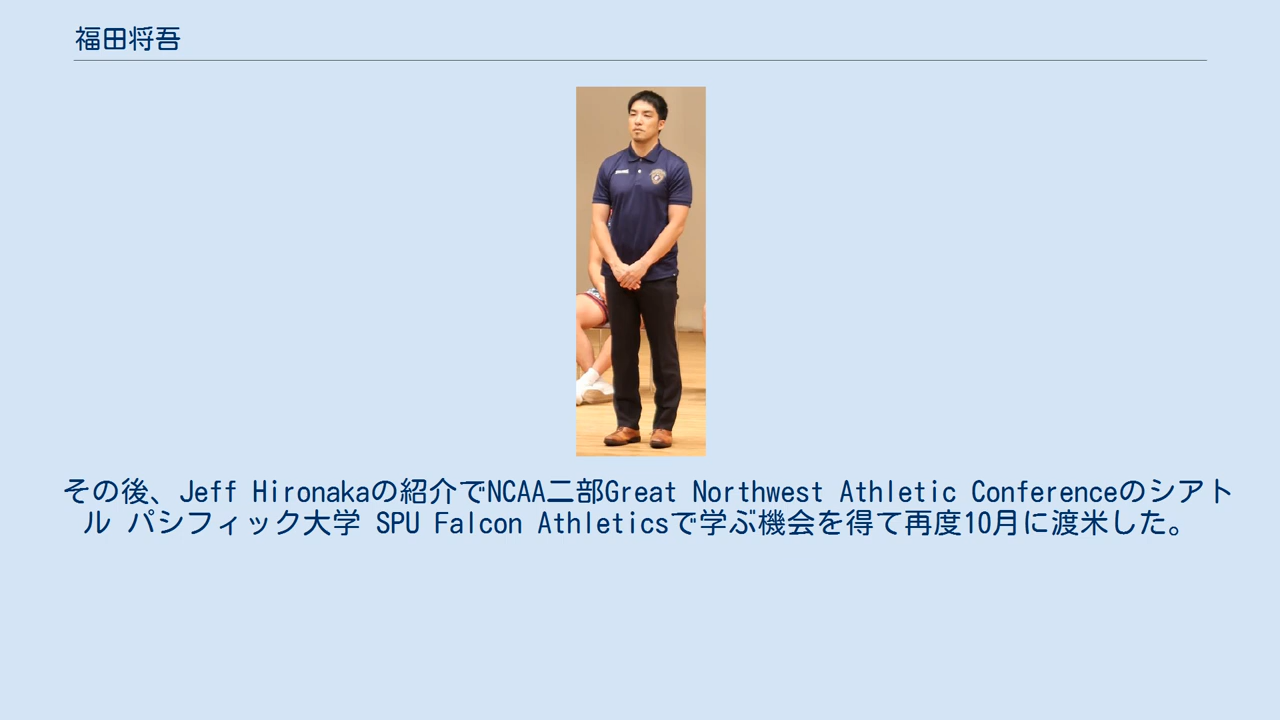 福田将吾
その後、Jeff Hironakaの紹介でNCAA二部Great Northwest Athletic Conferenceのシアト
ル パシフィック大学 SPU Falcon Athleticsで学ぶ機会を得て再度10月に渡米した。